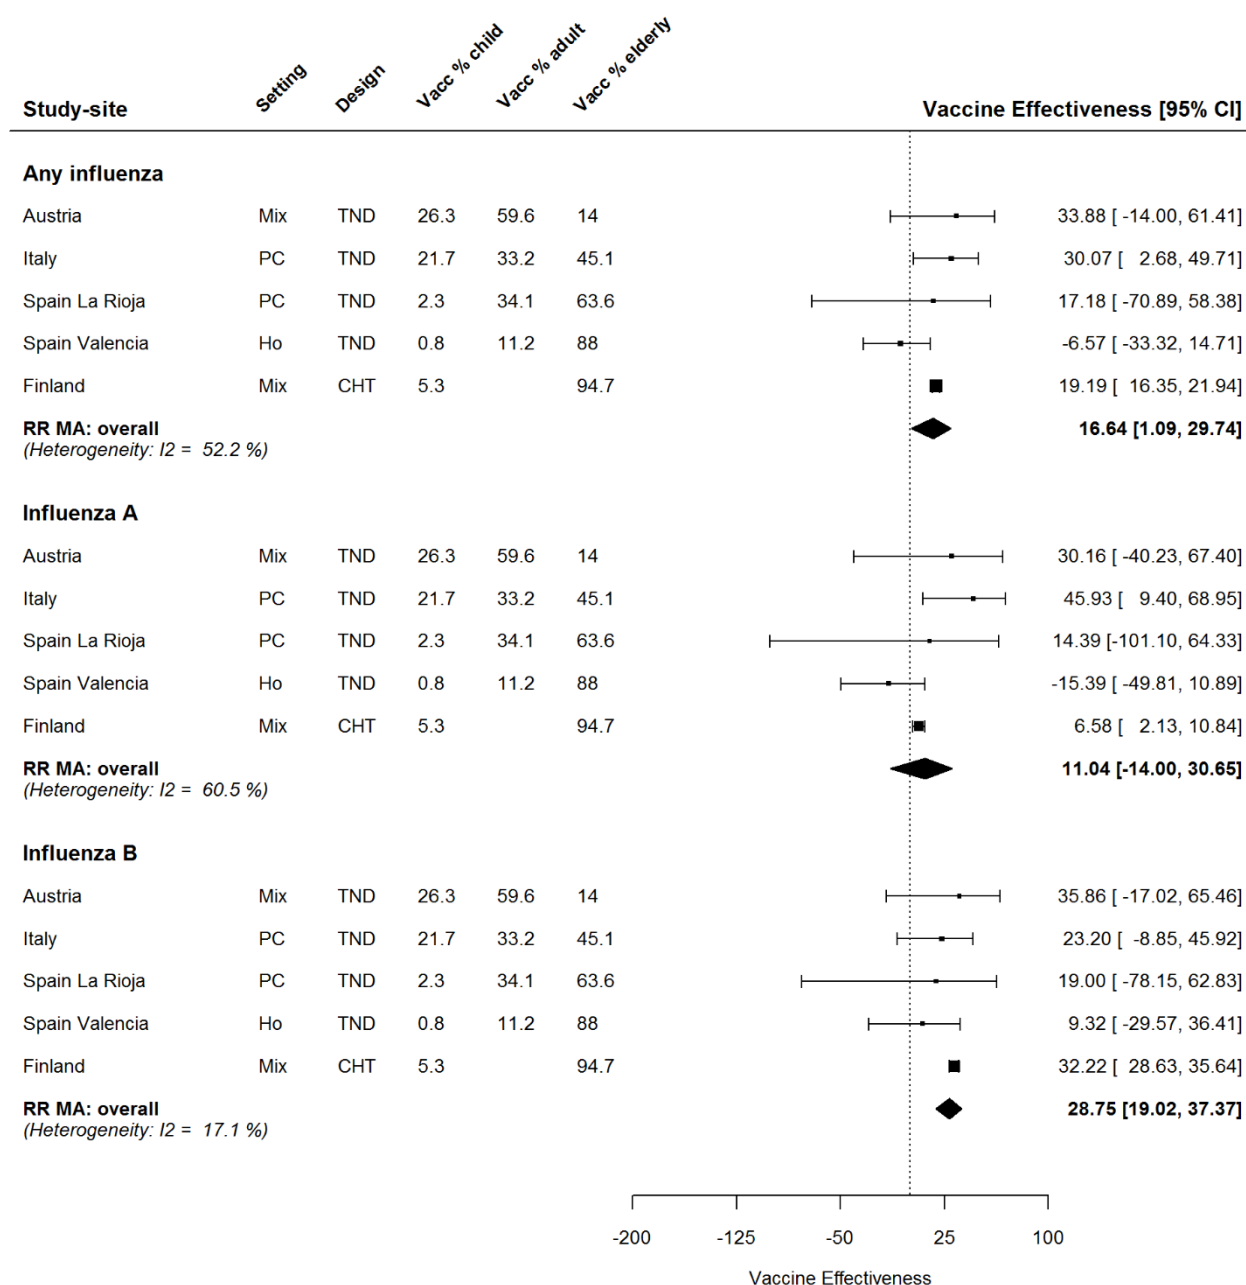 Study-site Setting Design Vacc % child Vacc % adult Vacc % elderly Vaccine Effectiveness [95% CI]
Any influenza
Austria Mix TND 26.3 59.6 14 33.88 [ -14.00, 61.41]
Italy PC TND 21.7 33.2 45.1 30.07 [ 2.68, 49.71]
Spain La Rioja PC TND 2.3 34.1 63.6 17.18 [ -70.89, 58.38]
Spain Valencia Ho TND 0.8 11.2 88 -6.57 [ -33.32, 14.71]
Finland Mix CHT 5.3 94.7 19.19 [ 16.35, 21.94]
RR MA: overall 16.64 [1.09, 29.74]
(Heterogeneity: I2 = 52.2 %)
Influenza A
Austria Mix TND 26.3 59.6 14 30.16 [ -40.23, 67.40]
Italy PC TND 21.7 33.2 45.1 45.93 [ 9.40, 68.95]
Spain La Rioja PC TND 2.3 34.1 63.6 14.39 [-101.10, 64.33]
Spain Valencia Ho TND 0.8 11.2 88 -15.39 [ -49.81, 10.89]
Finland Mix CHT 5.3 94.7 6.58 [ 2.13, 10.84]
RR MA: overall 11.04 [-14.00, 30.65]
(Heterogeneity: I2 = 60.5 %)
Influenza B
Austria Mix TND 26.3 59.6 14 35.86 [ -17.02, 65.46]
Italy PC TND 21.7 33.2 45.1 23.20 [ -8.85, 45.92]
Spain La Rioja PC TND 2.3 34.1 63.6 19.00 [ -78.15, 62.83]
Spain Valencia Ho TND 0.8 11.2 88 9.32 [ -29.57, 36.41]
Finland Mix CHT 5.3 94.7 32.22 [ 28.63, 35.64]
RR MA: overall 28.75 [19.02, 37.37]
(Heterogeneity: I2 = 17.1 %)
-200 -125 -50 25 100
Vaccine Effectiveness